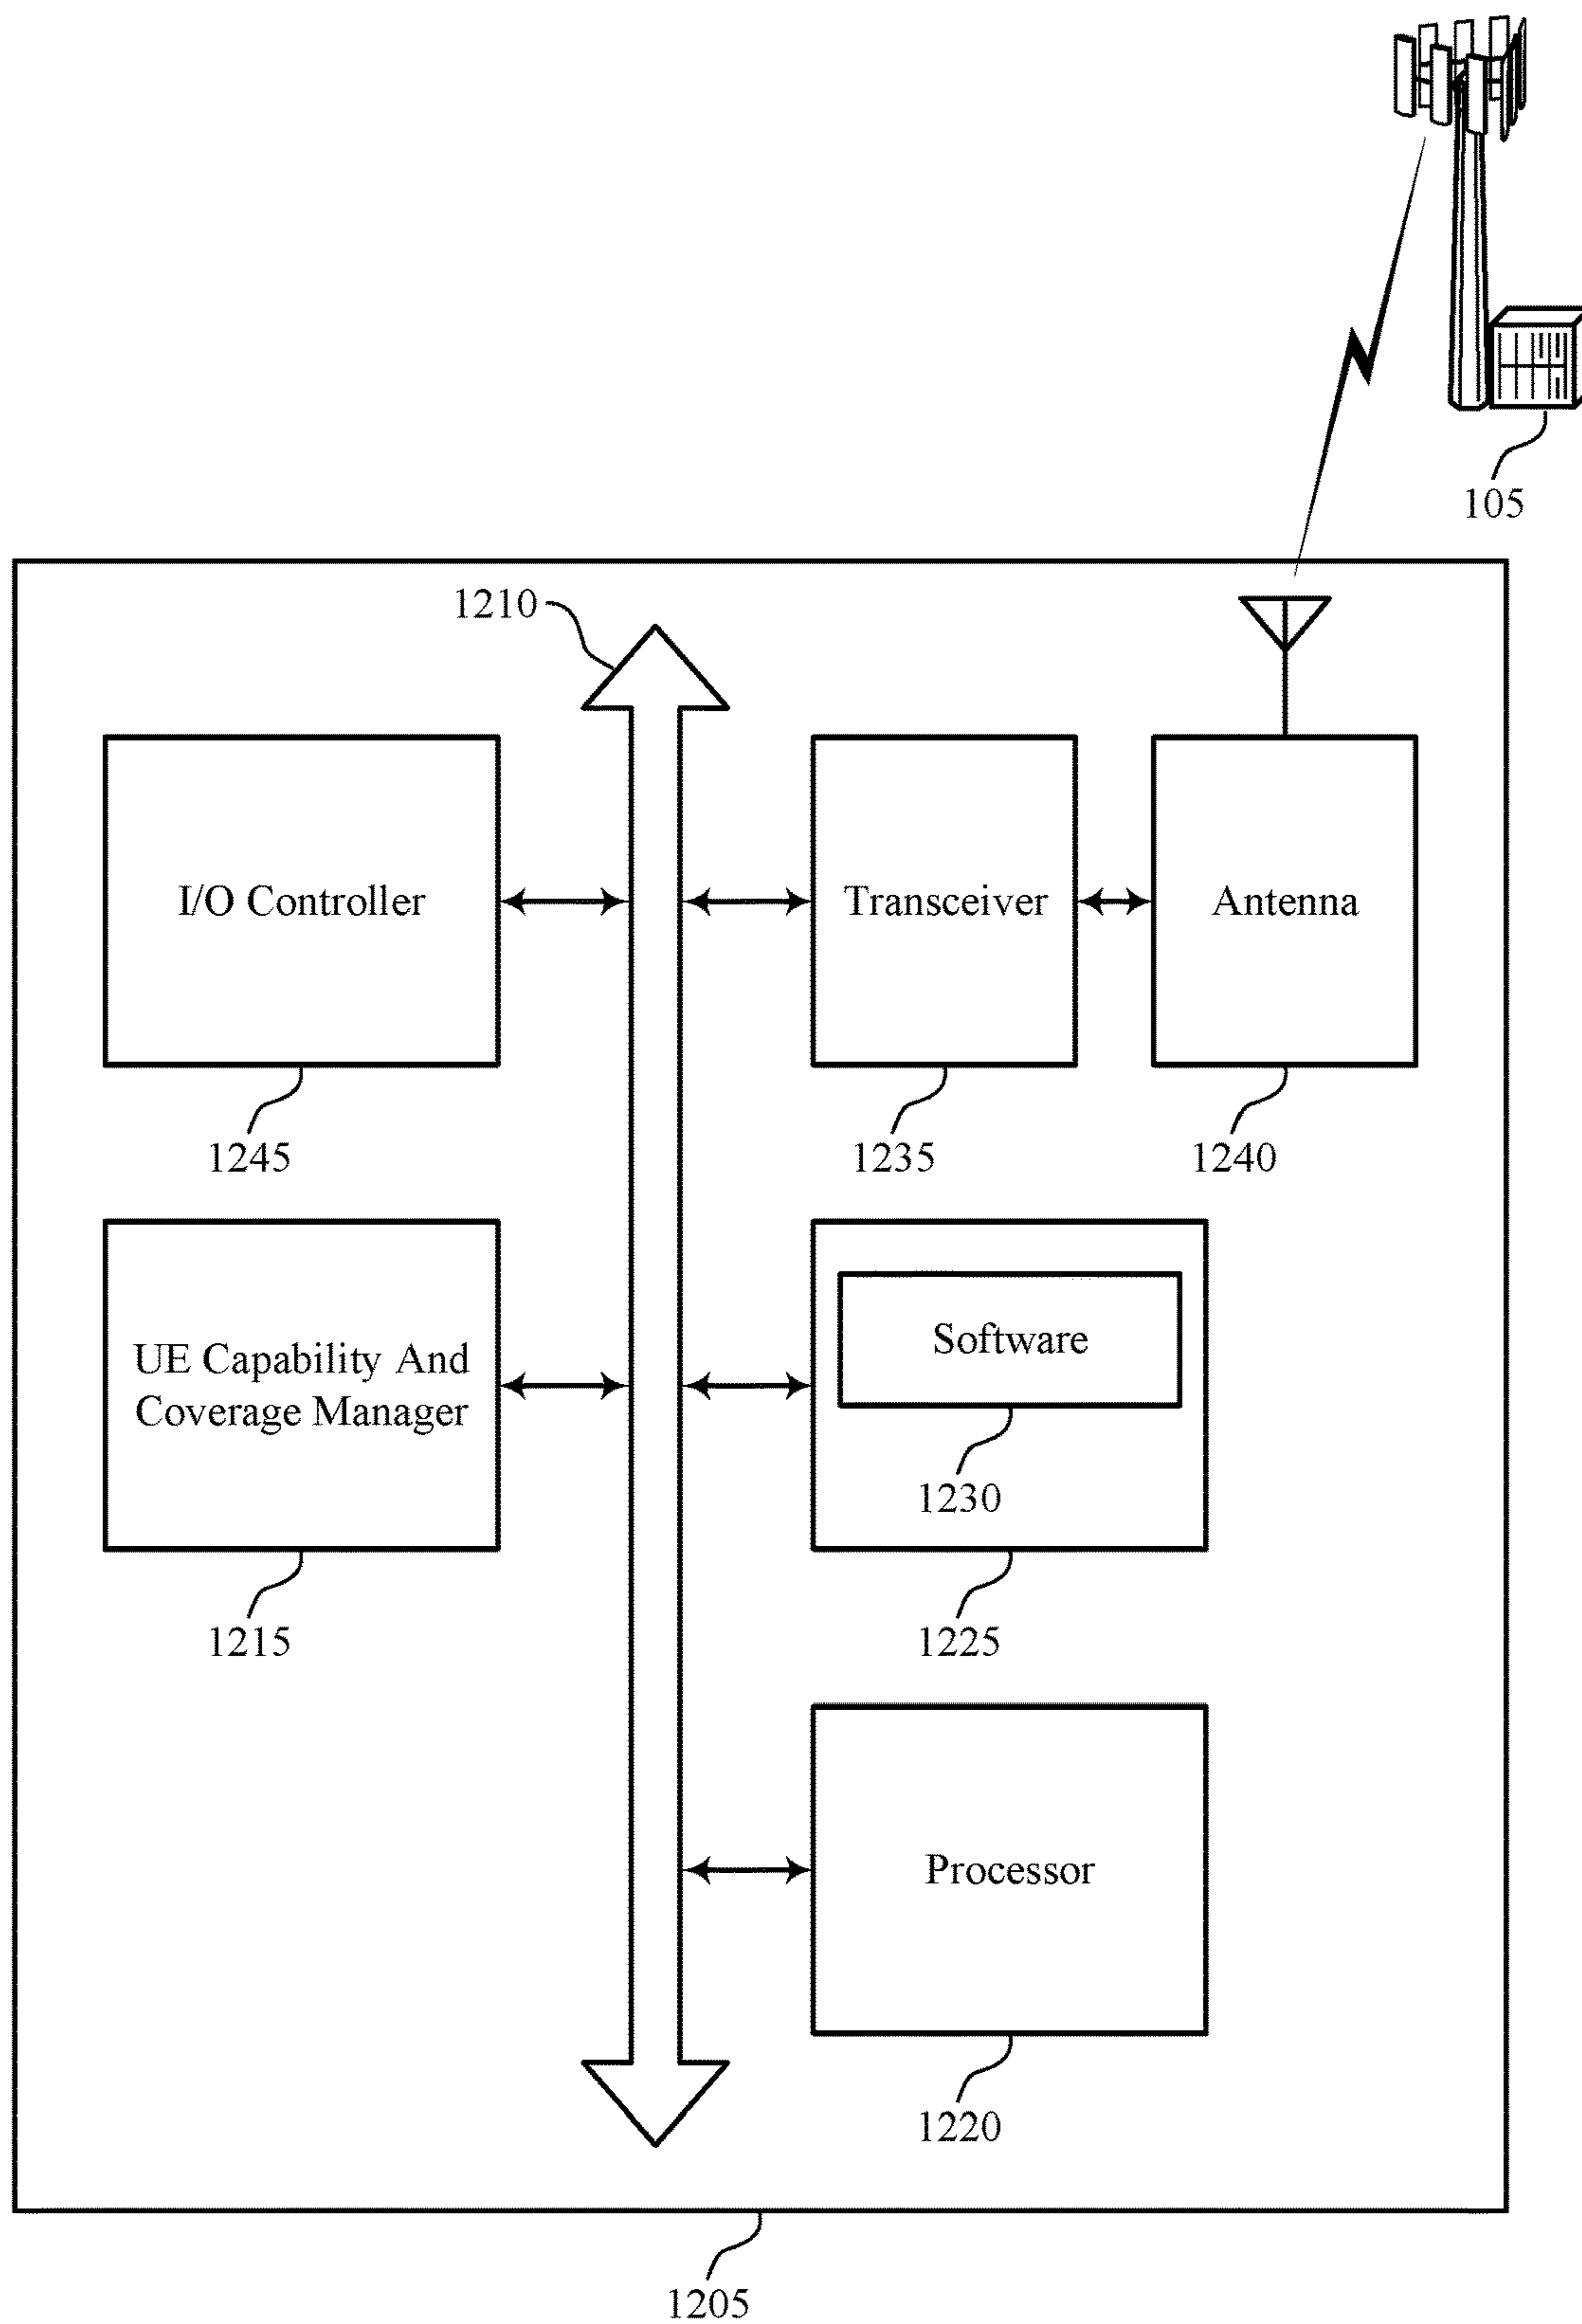 105
1210
I/O Controller
Transceiver
Antenna
1245
1235
1240
UE Capability And
Coverage Manager
Software
1230
1215
1225
Processor
1220
1205